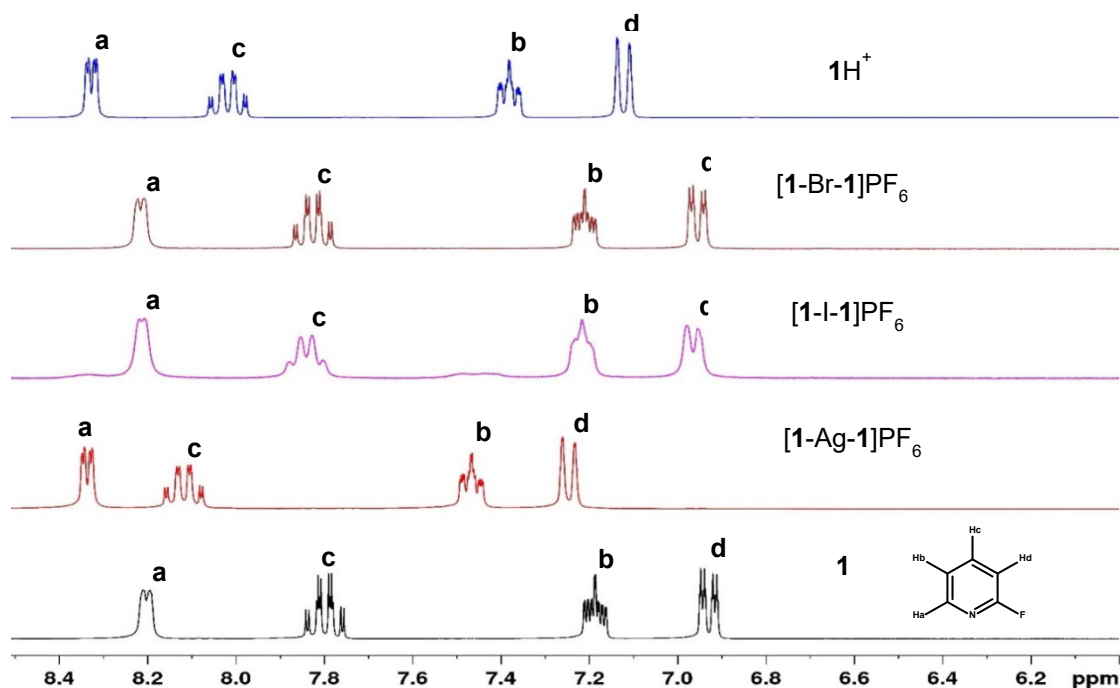 a c b d 1H⁺
a c b d [1-Br-1]PF₆
a c b d [1-I-1]PF₆
a c b d [1-Ag-1]PF₆
a c b d 1
Hc
Hb Hd
Ha N F
8.4 8.2 8.0 7.8 7.6 7.4 7.2 7.0 6.8 6.6 6.4 6.2 ppm